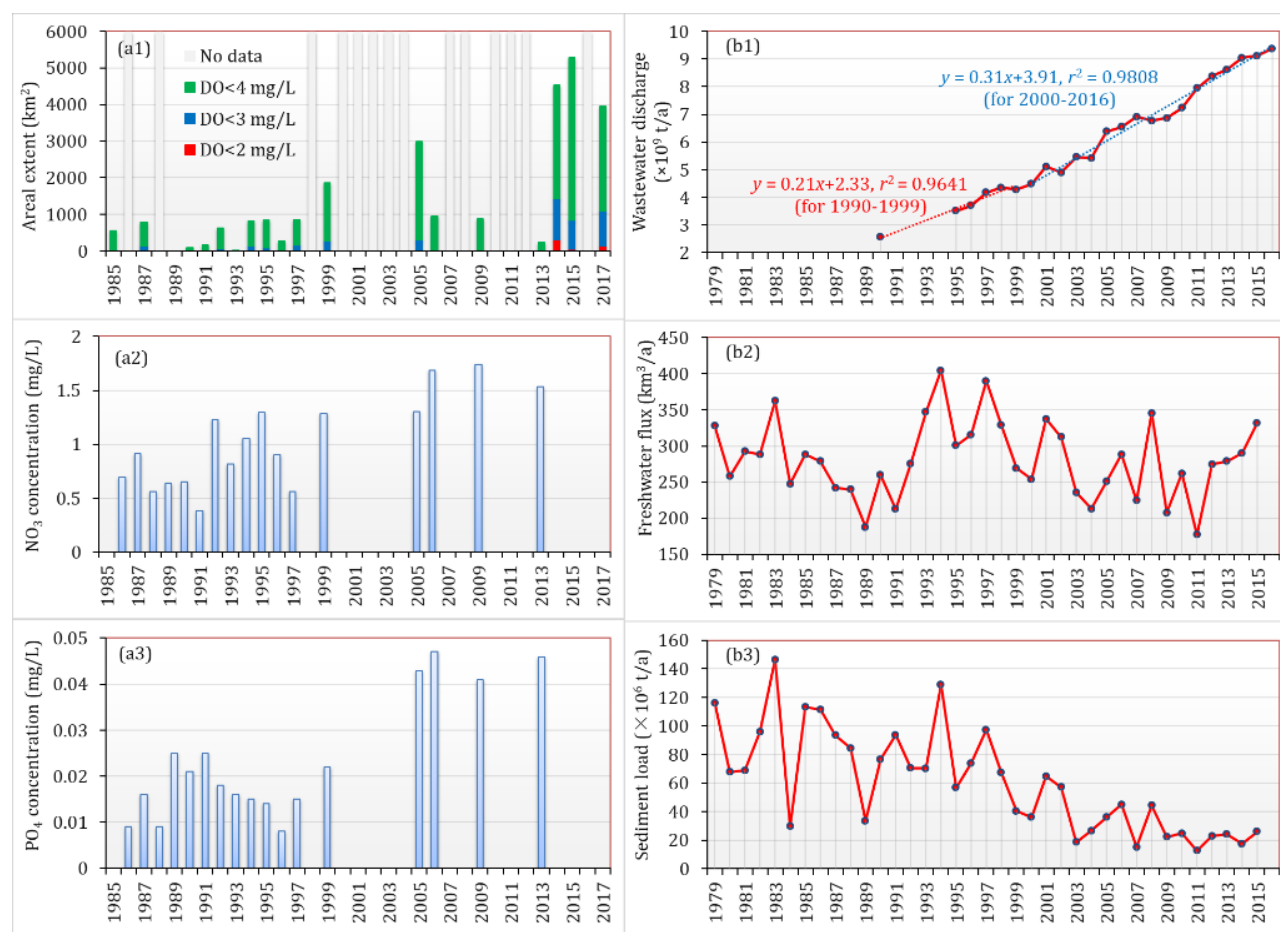 (a1)
Areal extent (km²)
6000
5000
4000
3000
2000
1000
0
No data
DO<4 mg/L
DO<3 mg/L
DO<2 mg/L
1985 1987 1989 1991 1993 1995 1997 1999 2001 2003 2005 2007 2009 2011 2013 2015 2017
(b1)
Wastewater discharge
(×10⁹ t/a)
10
9
8
7
6
5
4
3
2
y = 0.31x+3.91, r² = 0.9808
(for 2000-2016)
y = 0.21x+2.33, r² = 0.9641
(for 1990-1999)
1979 1981 1983 1985 1987 1989 1991 1993 1995 1997 1999 2001 2003 2005 2007 2009 2011 2013 2015
(a2)
NO₃ concentration (mg/L)
2
1.5
1
0.5
0
1985 1987 1989 1991 1993 1995 1997 1999 2001 2003 2005 2007 2009 2011 2013 2015 2017
(b2)
Freshwater flux (km³/a)
450
400
350
300
250
200
150
1979 1981 1983 1985 1987 1989 1991 1993 1995 1997 1999 2001 2003 2005 2007 2009 2011 2013 2015
(a3)
PO₄ concentration (mg/L)
0.05
0.04
0.03
0.02
0.01
0
1985 1987 1989 1991 1993 1995 1997 1999 2001 2003 2005 2007 2009 2011 2013 2015 2017
(b3)
Sediment load (×10⁶ t/a)
160
140
120
100
80
60
40
20
0
1979 1981 1983 1985 1987 1989 1991 1993 1995 1997 1999 2001 2003 2005 2007 2009 2011 2013 2015